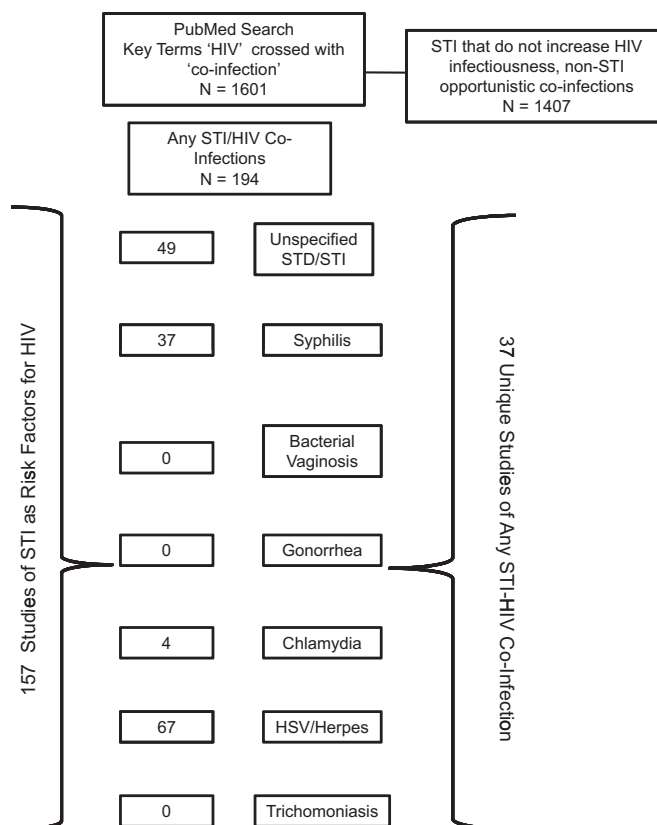 PubMed Search
Key Terms ‘HIV’ crossed with
‘co-infection’
N = 1601
STI that do not increase HIV
infectiousness, non-STI
opportunistic co-infections
N = 1407
Any STI/HIV Co-
Infections
N = 194
157 Studies of STI as Risk Factors for HIV
49
Unspecified
STD/STI
37
Syphilis
0
Bacterial
Vaginosis
0
Gonorrhea
4
Chlamydia
67
HSV/Herpes
0
Trichomoniasis
37 Unique Studies of Any STI-HIV Co-Infection